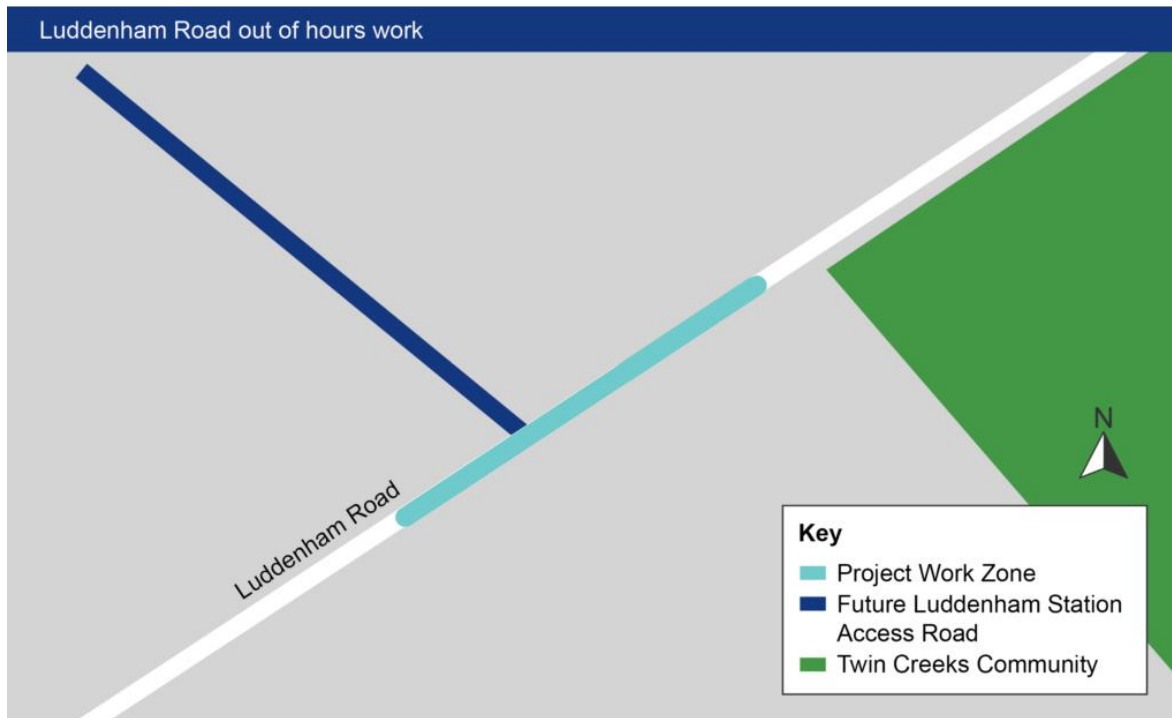 Luddenham Road out of hours work
Luddenham Road
N
Key
Project Work Zone
Future Luddenham Station
Access Road
Twin Creeks Community